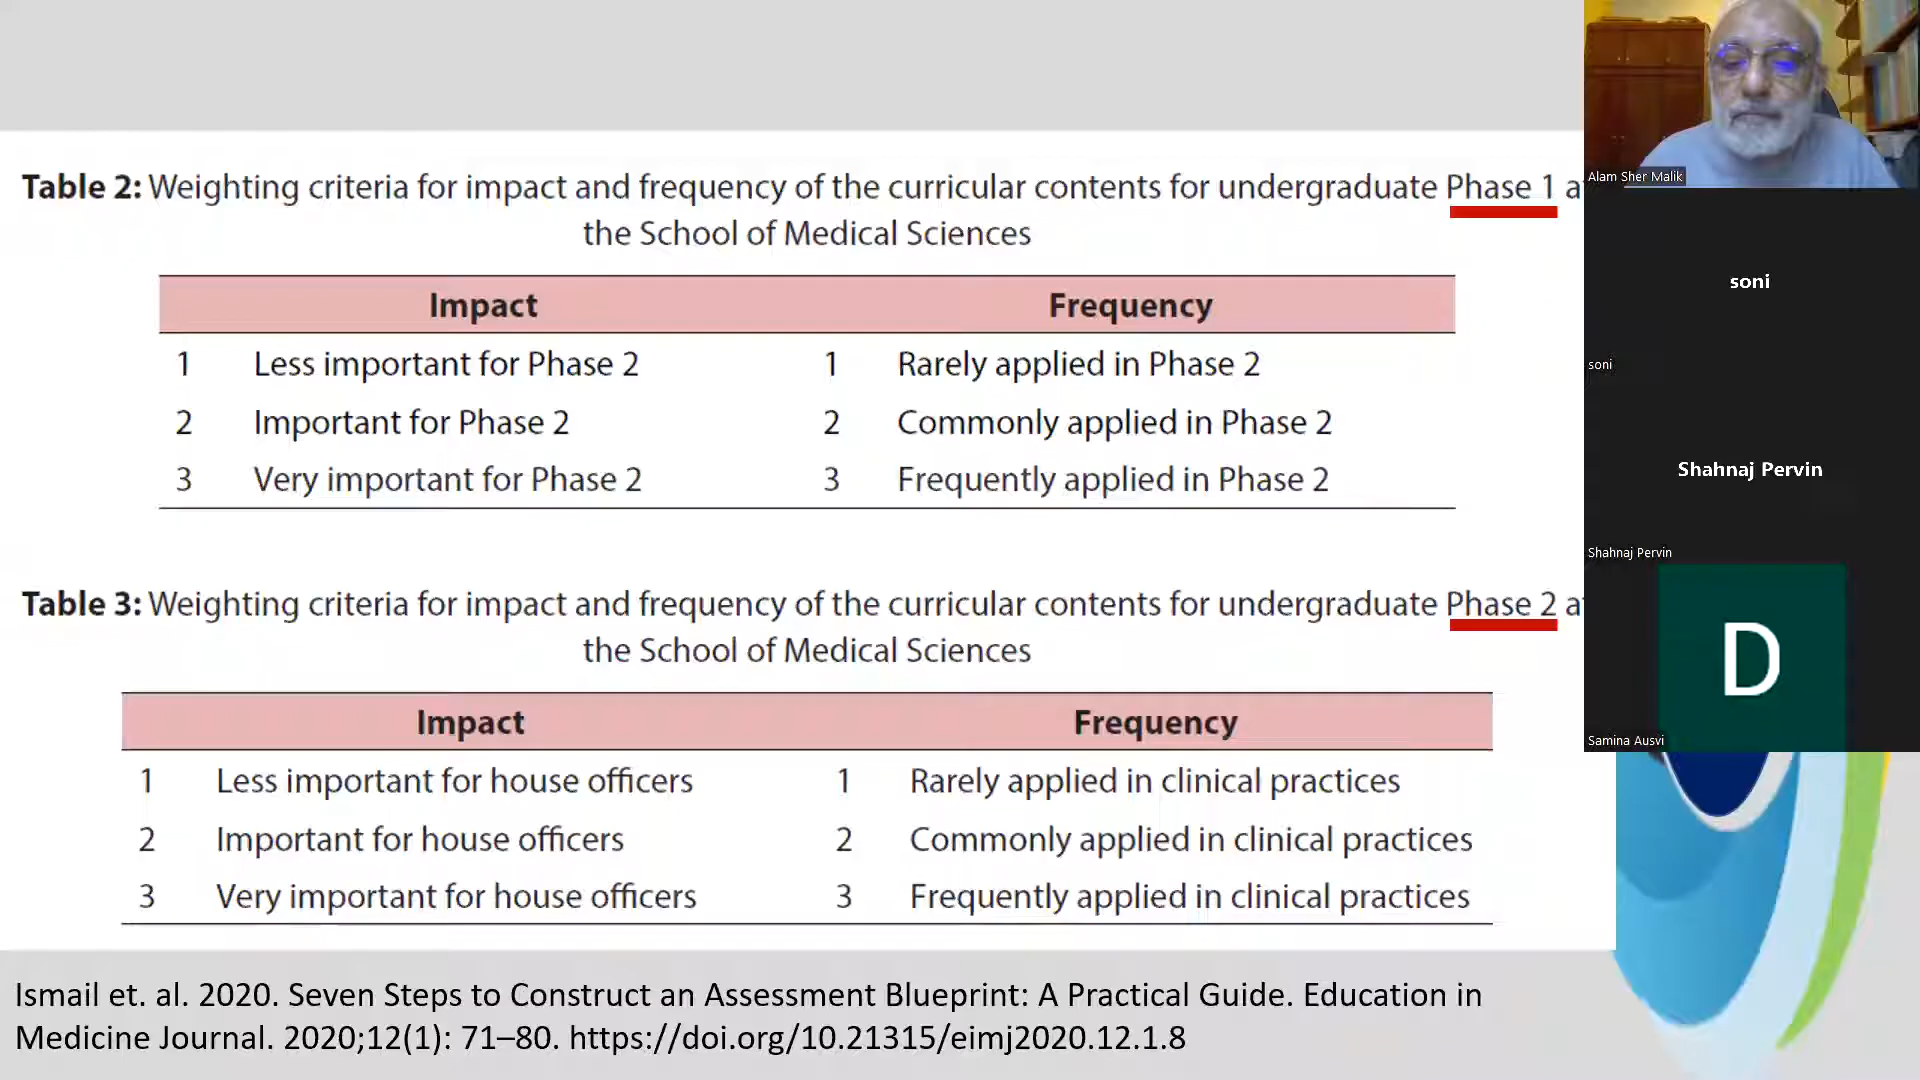 Table 2: Weighting criteria for impact and frequency of the curricular contents for undergraduate Phase 1 a
the School of Medical Sciences
Impact Frequency
1 Less important for Phase 2 1 Rarely applied in Phase 2
2 Important for Phase 2 2 Commonly applied in Phase 2
3 Very important for Phase 2 3 Frequently applied in Phase 2
Table 3: Weighting criteria for impact and frequency of the curricular contents for undergraduate Phase 2 a
the School of Medical Sciences
Impact Frequency
1 Less important for house officers 1 Rarely applied in clinical practices
2 Important for house officers 2 Commonly applied in clinical practices
3 Very important for house officers 3 Frequently applied in clinical practices
Ismail et. al. 2020. Seven Steps to Construct an Assessment Blueprint: A Practical Guide. Education in
Medicine Journal. 2020;12(1): 71–80. https://doi.org/10.21315/eimj2020.12.1.8
Alam Sher Malik
soni
soni
Shahnaj Pervin
Shahnaj Pervin
D
Samina Ausvi